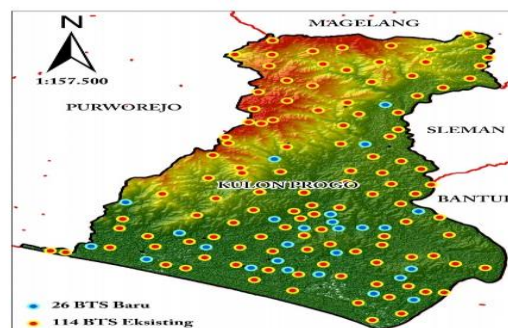 MAGELANG
N
1:157.500
PURWOREJO
SLEMAN
KULON PROGO
BANTUL
26 BTS Baru
114 BTS Eksisting